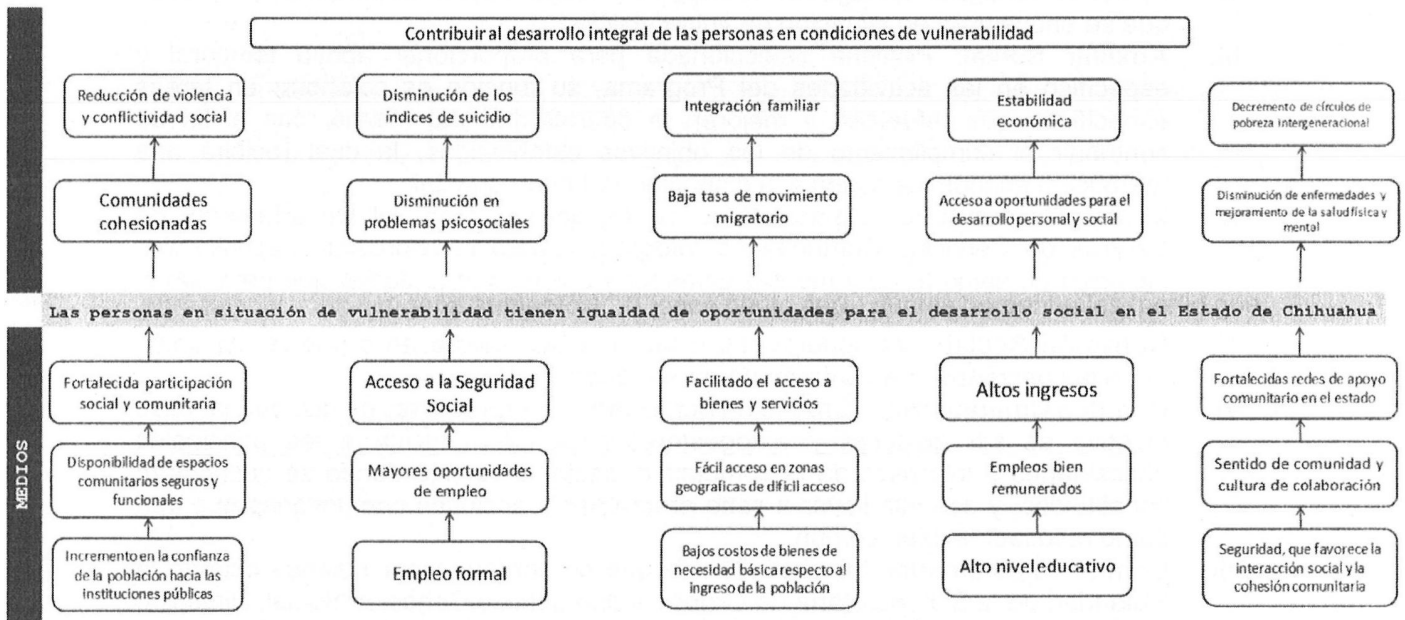 Contribuir al desarrollo integral de las personas en condiciones de vulnerabilidad
Reducción de violencia
y conflictividad social
Disminución de los
índices de suicidio
Integración familiar
Estabilidad
económica
Decremento de círculos de
pobreza intergeneracional
Comunidades
cohesionadas
Disminución en
problemas psicosociales
Baja tasa de movimiento
migratorio
Acceso a oportunidades para el
desarrollo personal y social
Disminución de enfermedades y
mejoramiento de la salud física y
mental
Las personas en situación de vulnerabilidad tienen igualdad de oportunidades para el desarrollo social en el Estado de Chihuahua
MEDIOS
Fortalecida participación
social y comunitaria
Acceso a la Seguridad
Social
Facilitado el acceso a
bienes y servicios
Altos ingresos
Fortalecidas redes de apoyo
comunitario en el estado
Disponibilidad de espacios
comunitarios seguros y
funcionales
Mayores oportunidades
de empleo
Fácil acceso en zonas
geograficas de difícil acceso
Empleos bien
remunerados
Sentido de comunidad y
cultura de colaboración
Incremento en la confianza
de la población hacia las
instituciones públicas
Empleo formal
Bajos costos de bienes de
necesidad básica respecto al
ingreso de la población
Alto nivel educativo
Seguridad, que favorece la
interacción social y la
cohesión comunitaria